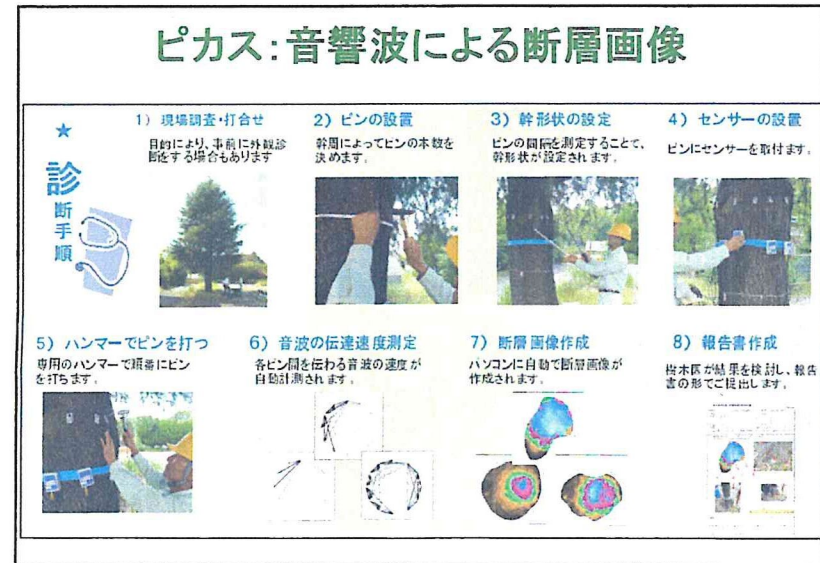 ピカス:音響波による断層画像
★
診
断
手
順
1) 現場調査・打合せ
目的により、事前に外観診
断をする場合もあります
2) ピンの設置
幹周によってピンの本数を
決めます。
3) 幹形状の設定
ピンの間隔を測定することで、
幹形状が設定されます。
4) センサーの設置
ピンにセンサーを取付ます。
5) ハンマーでピンを打つ
専用のハンマーで順番にピン
を打ちます。
6) 音波の伝達速度測定
各ピン間を伝わる音波の速度が
自動計測されます。
7) 断層画像作成
パソコンに自動で断層画像が
作成されます。
8) 報告書作成
樹木医が結果を検討し、報告
書の形でご提出します。